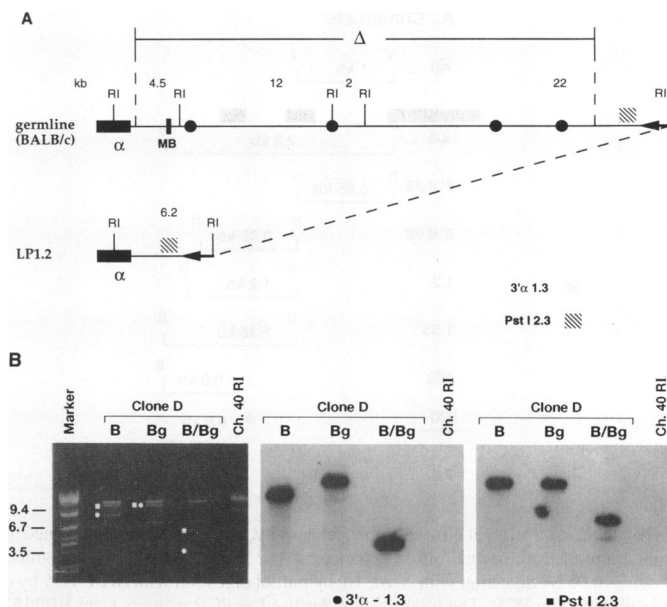 A
Δ
kb 4.5 12 2 22
RI RI RI RI RI
germline
(BALB/c)
α MB
6.2
RI RI
LP1.2
α
3'α 1.3
Pst I 2.3
B
Marker
Clone D
B Bg B/Bg
Ch. 40 RI
Clone D
B Bg B/Bg
Ch. 40 RI
Clone D
B Bg B/Bg
Ch. 40 RI
9.4
6.7
3.5
● 3'α - 1.3
■ Pst I 2.3